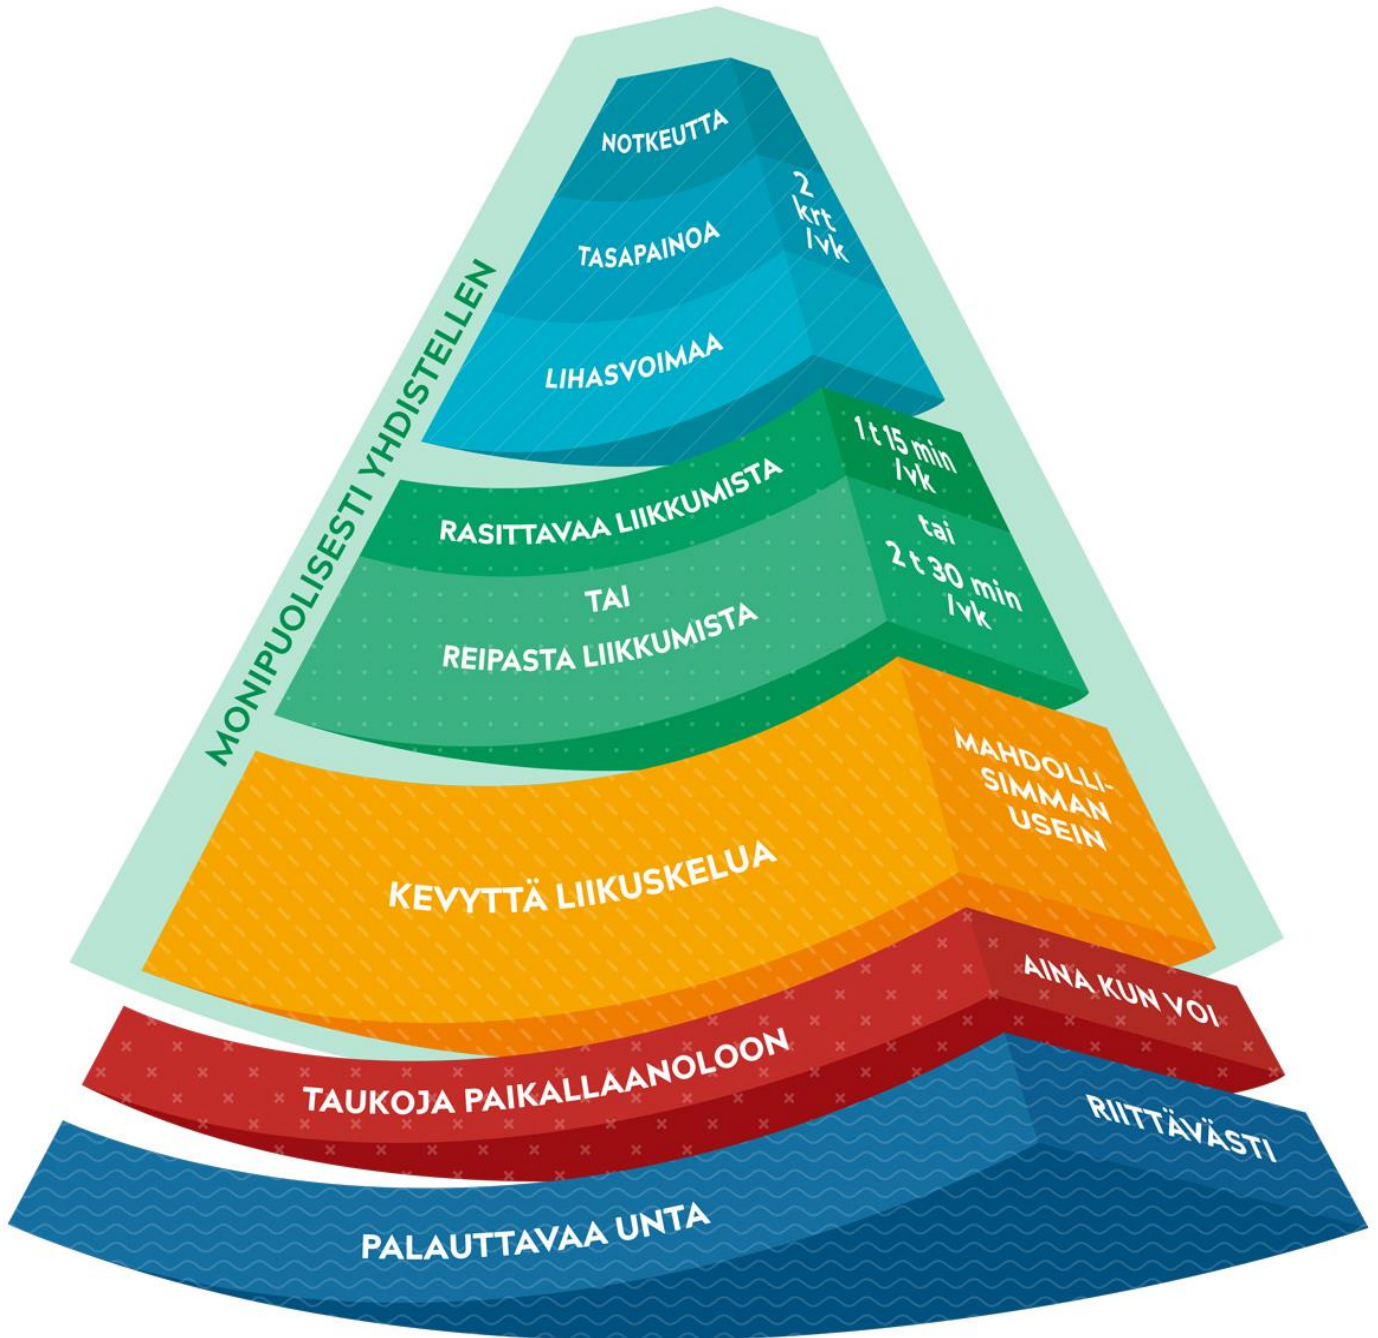 NOTKEUTTA
TASAPAINOA
LIHASVOIMAA
2
krt
/vk
MONIPUOLISESTI YHDISTELLEN
RASITTAVAA LIIKKUMISTA
1 t 15 min
/vk
TAI
REIPASTA LIIKKUMISTA
tai
2 t 30 min
/vk
KEVYTTÄ LIIKUSKELUA
MAHDOLLI-
SIMMAN
USEIN
TAUKOJA PAIKALLAANOLOON
AINA KUN VOI
PALAUTTAVAA UNTA
RIITTÄVÄSTI